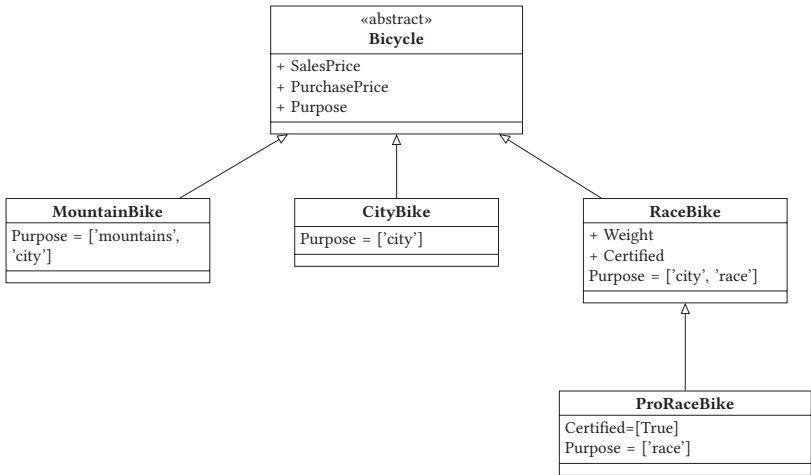 «abstract»
Bicycle
+ SalesPrice
+ PurchasePrice
+ Purpose
MountainBike
Purpose = ['mountains',
'city']
CityBike
Purpose = ['city']
RaceBike
+ Weight
+ Certified
Purpose = ['city', 'race']
ProRaceBike
Certified=[True]
Purpose = ['race']